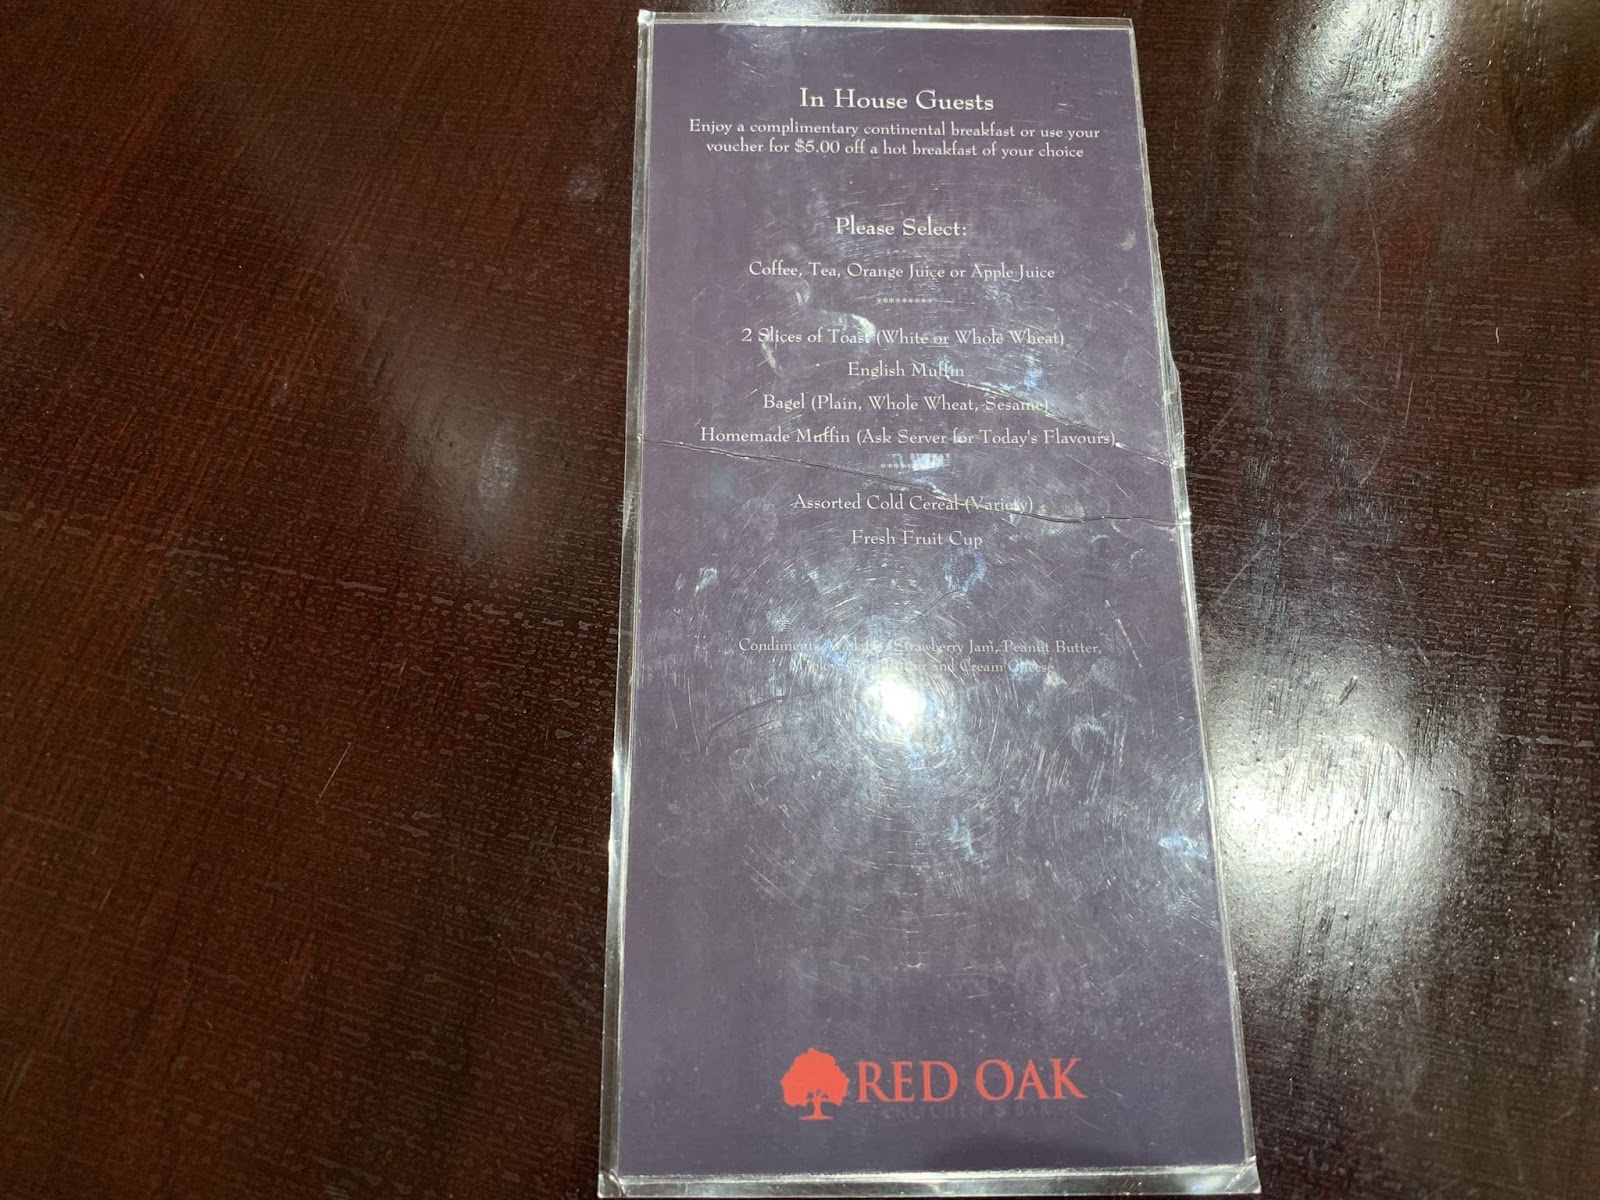 In House Guests
Enjoy a complimentary continental breakfast or use your
voucher for $5.00 off a hot breakfast of your choice
Please Select:
Coffee, Tea, Orange Juice or Apple Juice
*********
2 Slices of Toast (White or Whole Wheat)
English Muffin
Bagel (Plain, Whole Wheat, Sesame)
Homemade Muffin (Ask Server for Today's Flavours)
Assorted Cold Cereal (Variety)
Fresh Fruit Cup
Strawberry Jam, Peanut Butter,
and Cream Cheese
RED OAK
KITCHEN & BAR